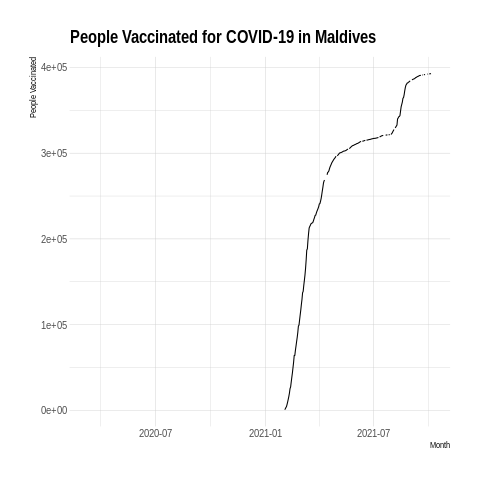 People Vaccinated for COVID-19 in Maldives
People Vaccinated
4e+05
3e+05
2e+05
1e+05
0e+00
2020-07 2021-01 2021-07
Month